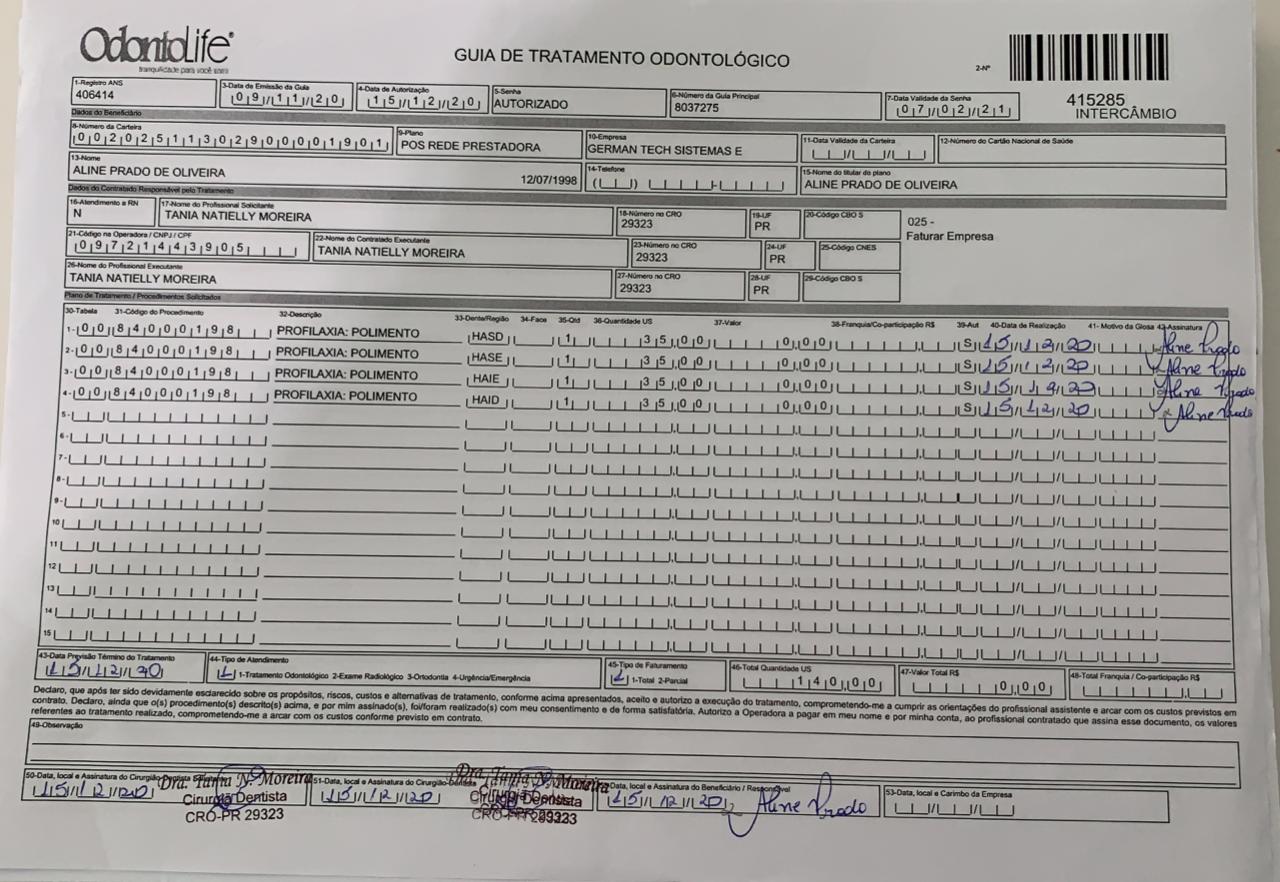 OdontoLife®
tranquilidade para você sorrir
GUIA DE TRATAMENTO ODONTOLÓGICO
2-Nº
415285
INTERCÂMBIO
1-Registro ANS
406414
3-Data de Emissão da Guia
09/11/20
4-Data de Autorização
15/12/20
5-Senha
AUTORIZADO
6-Número da Guia Principal
8037275
7-Data Validade da Senha
07/02/21
Dados do Beneficiário
8-Número da Carteira
00202511302900001901
9-Plano
POS REDE PRESTADORA
10-Empresa
GERMAN TECH SISTEMAS E
11-Data Validade da Carteira
12-Número do Cartão Nacional de Saúde
13-Nome
ALINE PRADO DE OLIVEIRA 12/07/1998
14-Telefone
15-Nome do titular do plano
ALINE PRADO DE OLIVEIRA
Dados do Contratado Responsável pelo Tratamento
16-Atendimento a RN
N
17-Nome do Profissional Solicitante
TANIA NATIELLY MOREIRA
18-Número no CRO
29323
19-UF
PR
20-Código CBO S
025 -
Faturar Empresa
21-Código na Operadora / CNPJ / CPF
09721443905
22-Nome do Contratado Executante
TANIA NATIELLY MOREIRA
23-Número no CRO
29323
24-UF
PR
25-Código CNES
26-Nome do Profissional Executante
TANIA NATIELLY MOREIRA
27-Número no CRO
29323
28-UF
PR
29-Código CBO S
Plano de Tratamento / Procedimentos Solicitados
30-Tabela 31-Código do Procedimento 32-Descrição 33-Dente/Região 34-Face 35-Qtd 36-Quantidade US 37-Valor 38-Franquia/Co-participação R$ 39-Aut 40-Data de Realização 41- Motivo da Glosa 42-Assinatura
1- 00 84000198 PROFILAXIA: POLIMENTO HASD 1 35,00 0,00 S 15/12/20 Aline Prado
2- 00 84000198 PROFILAXIA: POLIMENTO HASE 1 35,00 0,00 S 15/12/20 Aline Prado
3- 00 84000198 PROFILAXIA: POLIMENTO HAIE 1 35,00 0,00 S 15/12/20 Aline Prado
4- 00 84000198 PROFILAXIA: POLIMENTO HAID 1 35,00 0,00 S 15/12/20 Aline Prado
5-
6-
7-
8-
9-
10
11
12
13
14
15
43-Data Previsão Término do Tratamento
15/12/20
44-Tipo de Atendimento
1 1-Tratamento Odontológico 2-Exame Radiológico 3-Ortodontia 4-Urgência/Emergência
45-Tipo de Faturamento
1 1-Total 2-Parcial
46-Total Quantidade US
140,00
47-Valor Total R$
0,00
48-Total Franquia / Co-participação R$
Declaro, que após ter sido devidamente esclarecido sobre os propósitos, riscos, custos e alternativas de tratamento, conforme acima apresentados, aceito e autorizo a execução do tratamento, comprometendo-me a cumprir as orientações do profissional assistente e arcar com os custos previstos em
contrato. Declaro, ainda que o(s) procedimento(s) descrito(s) acima, e por mim assinado(s), foi/foram realizado(s) com meu consentimento e de forma satisfatória. Autorizo a Operadora a pagar em meu nome e por minha conta, ao profissional contratado que assina esse documento, os valores
referentes ao tratamento realizado, comprometendo-me a arcar com os custos conforme previsto em contrato.
49-Observação
50-Data, local e Assinatura do Cirurgião-Dentista
15/12/20
Dra. Tania N. Moreira
Cirurgiã Dentista
CRO-PR 29323
51-Data, local e Assinatura do Cirurgião-Dentista
15/12/20
Dra. Tania N. Moreira
Cirurgiã Dentista
CRO-PR 29323
Data, local e Assinatura do Beneficiário / Responsável
15/12/20 Aline Prado
53-Data, local e Carimbo da Empresa